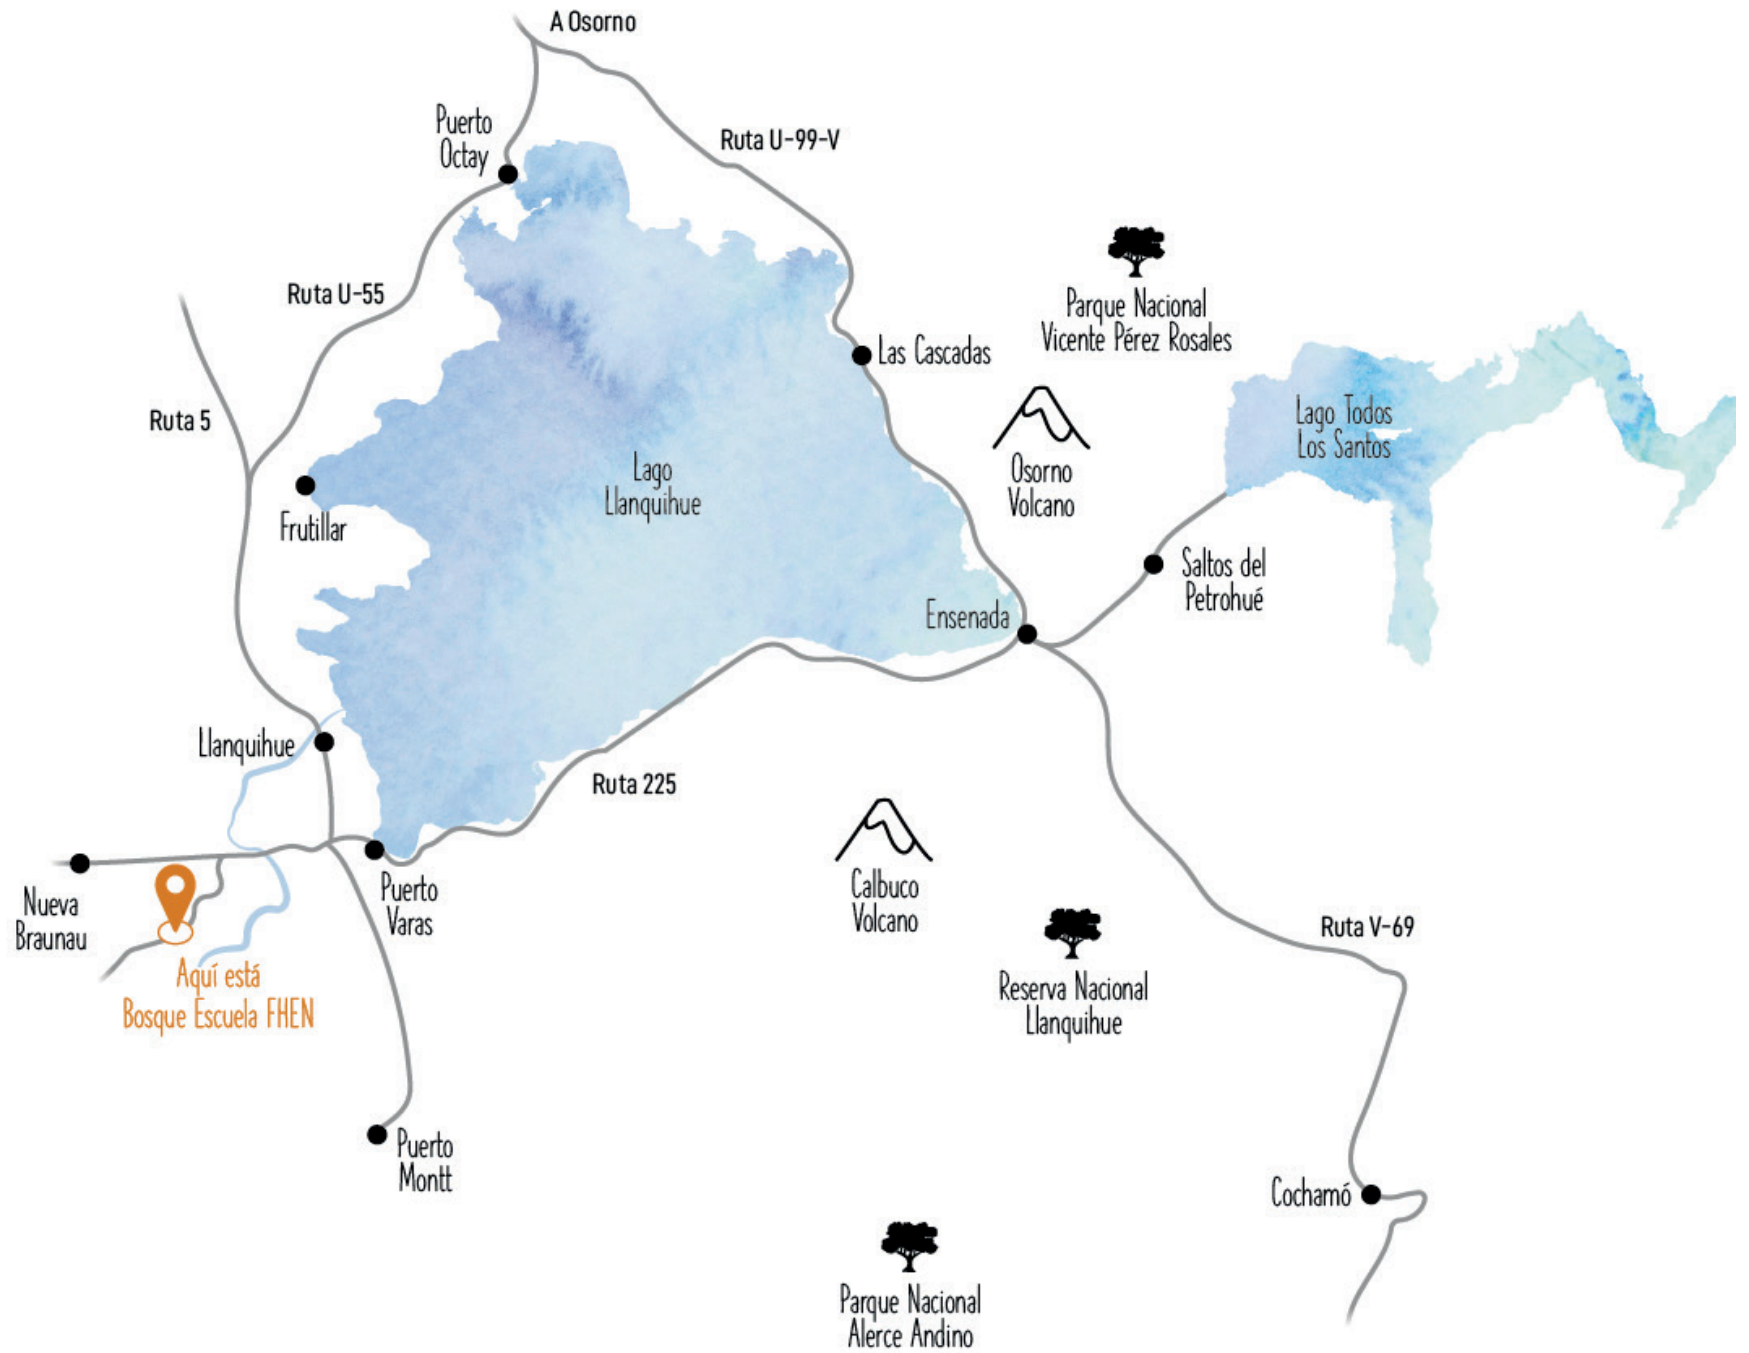 A Osorno
Puerto
Octay
Ruta U-99-V
Ruta U-55
Parque Nacional
Vicente Pérez Rosales
Las Cascadas
Ruta 5
Lago Todos
Los Santos
Lago
Llanquihue
Osorno
Volcano
Frutillar
Saltos del
Petrohué
Ensenada
Llanquihue
Ruta 225
Nueva
Braunau
Puerto
Varas
Calbuco
Volcano
Ruta V-69
Aquí está
Bosque Escuela FHEN
Reserva Nacional
Llanquihue
Puerto
Montt
Cochamó
Parque Nacional
Alerce Andino